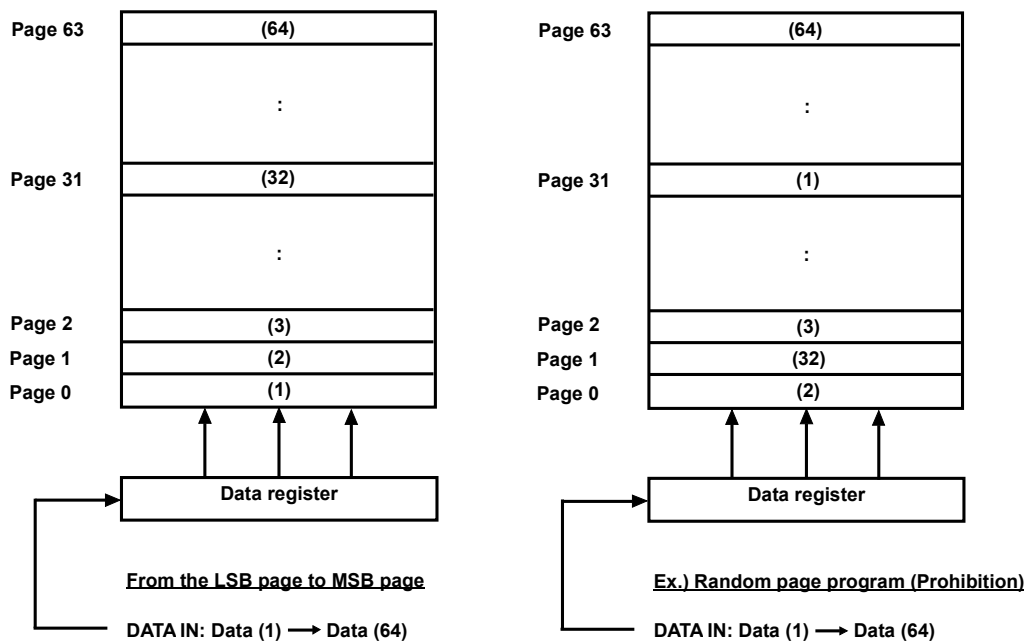 Page 63 (64)
:
Page 31 (32)
:
Page 2 (3)
Page 1 (2)
Page 0 (1)
Data register
From the LSB page to MSB page
DATA IN: Data (1) → Data (64)
Page 63 (64)
:
Page 31 (1)
:
Page 2 (3)
Page 1 (32)
Page 0 (2)
Data register
Ex.) Random page program (Prohibition)
DATA IN: Data (1) → Data (64)